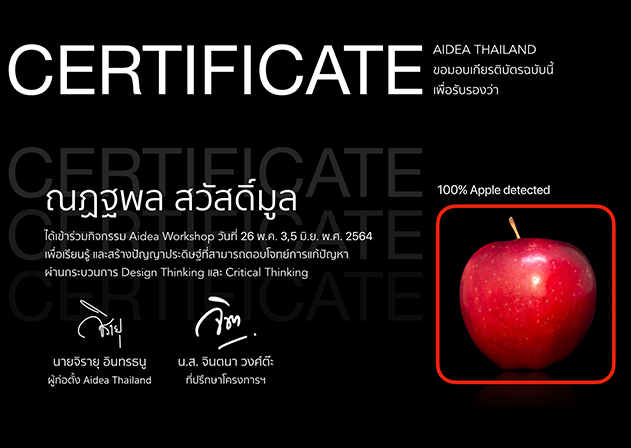 CERTIFICATE
AIDEA THAILAND
ขอมอบเกียรติบัตรฉบับนี้
เพื่อรับรองว่า
CERTIFICATE
CERTIFICATE
CERTIFICATE
ณฏฐพล สวัสดิ์มูล
ได้เข้าร่วมกิจกรรม Aidea Workshop วันที่ 26 พ.ค. 3,5 มิ.ย. พ.ศ. 2564
เพื่อเรียนรู้ และสร้างปัญญาประดิษฐ์ที่สามารถตอบโจทย์การแก้ปัญหา
ผ่านกระบวนการ Design Thinking และ Critical Thinking
100% Apple detected
นายจิรายุ อินทรธนู
ผู้ก่อตั้ง Aidea Thailand
น.ส. จินตนา วงศ์ต๊ะ
ที่ปรึกษาโครงการฯ